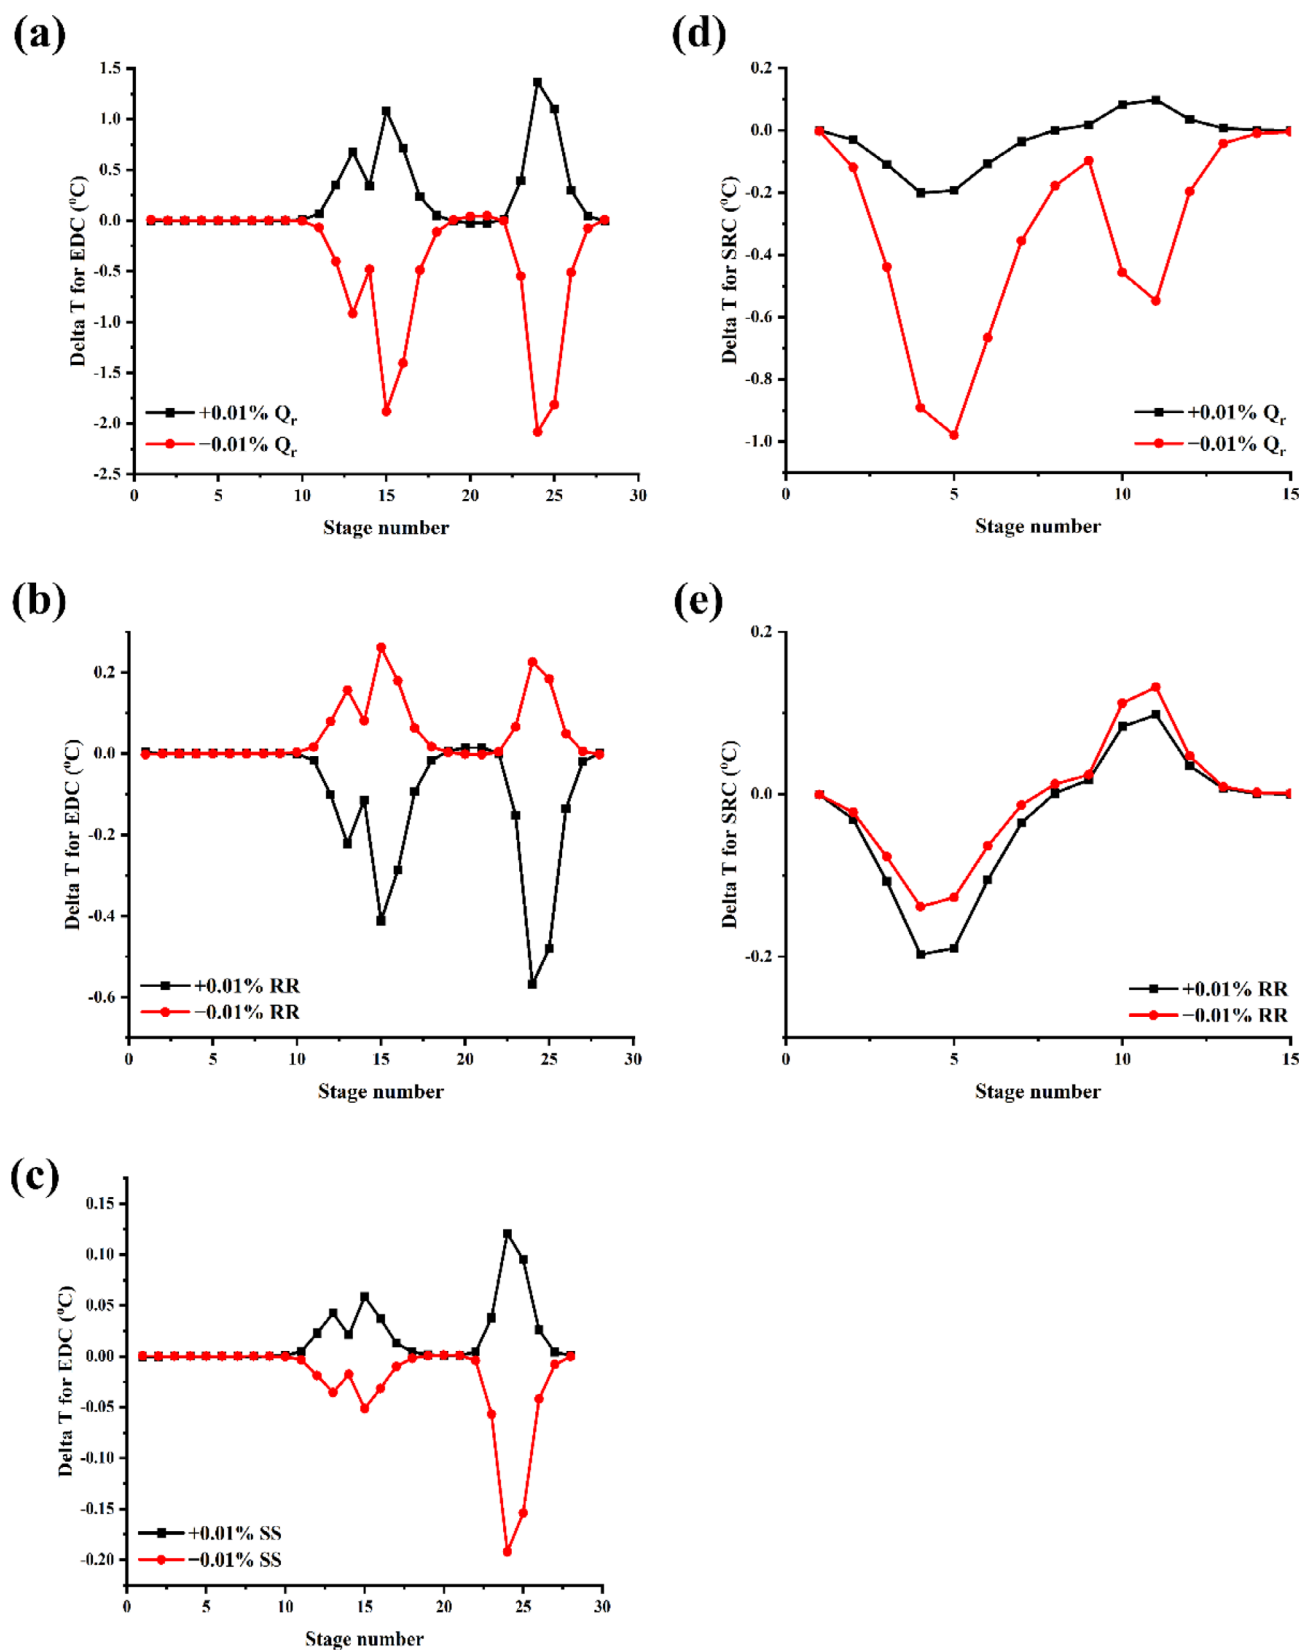 (a)
Delta T for EDC (°C)
1.5
1.0
0.5
0.0
-0.5
-1.0
-1.5
-2.0
-2.5
+0.01% Qr
−0.01% Qr
0 5 10 15 20 25 30
Stage number
(d)
Delta T for SRC (°C)
0.2
0.0
-0.2
-0.4
-0.6
-0.8
-1.0
+0.01% Qr
−0.01% Qr
0 5 10 15
Stage number
(b)
Delta T for EDC (°C)
0.2
0.0
-0.2
-0.4
-0.6
+0.01% RR
−0.01% RR
0 5 10 15 20 25 30
Stage number
(e)
Delta T for SRC (°C)
0.2
0.0
-0.2
+0.01% RR
−0.01% RR
0 5 10 15
Stage number
(c)
Delta T for EDC (°C)
0.15
0.10
0.05
0.00
-0.05
-0.10
-0.15
-0.20
+0.01% SS
−0.01% SS
0 5 10 15 20 25 30
Stage number